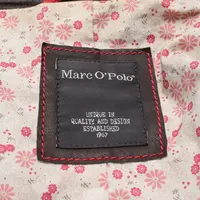 Marc O'Polo
UNIQUE IN
QUALITY AND DESIGN
ESTABLISHED
1967